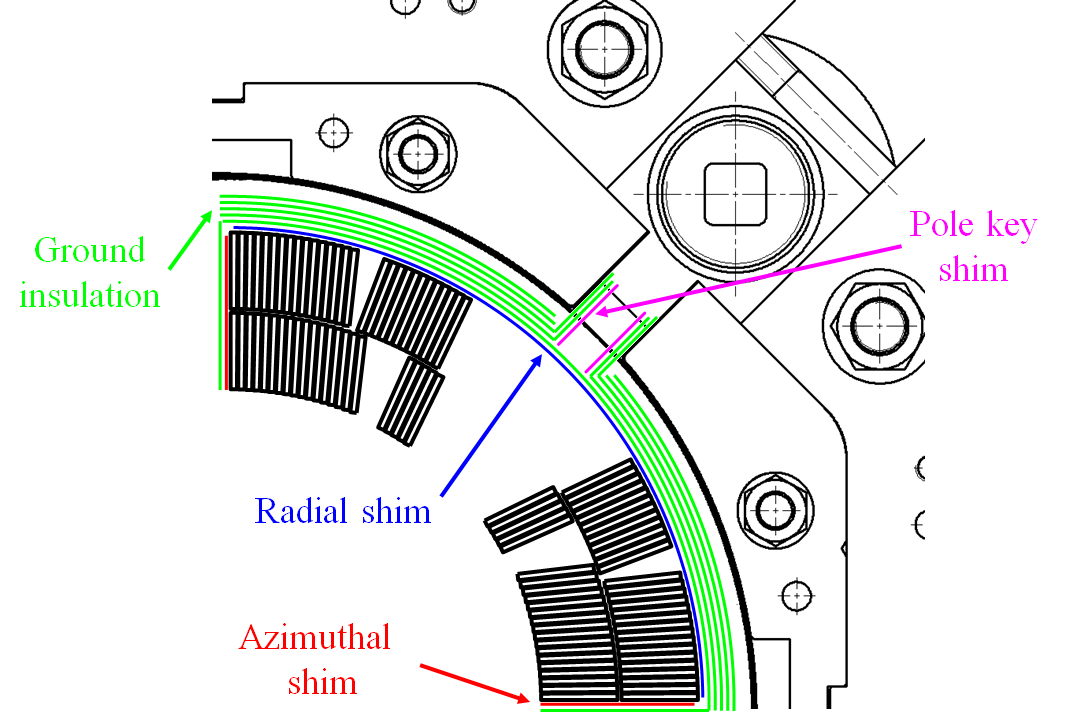 Ground
insulation
Pole key
shim
Radial shim
Azimuthal
shim